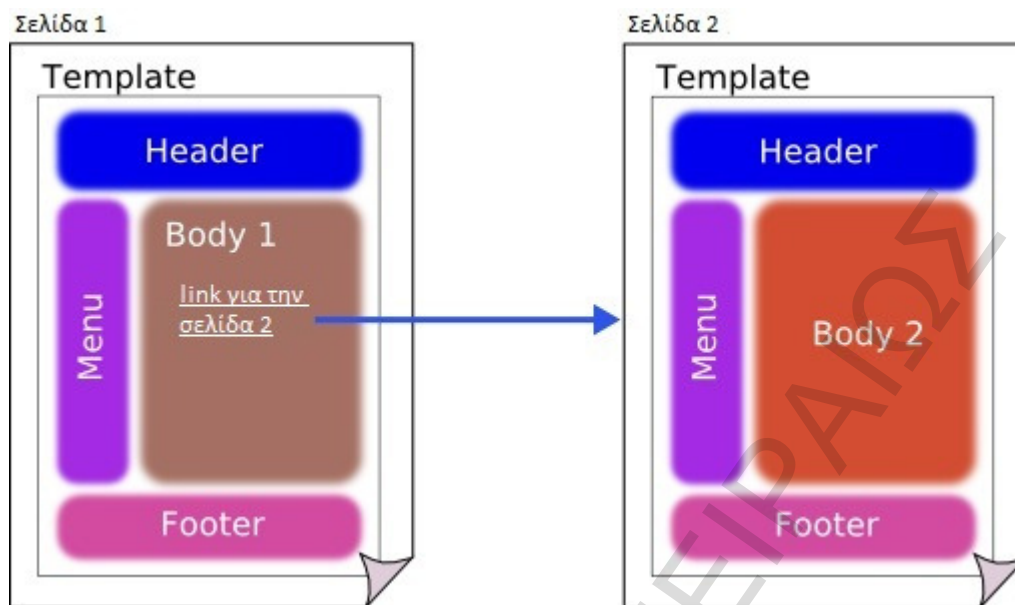 Σελίδα 1
Template
Header
Menu
Body 1
link για την
σελίδα 2
Footer
Σελίδα 2
Template
Header
Menu
Body 2
Footer
ΕΙΡΑΙΩΣ